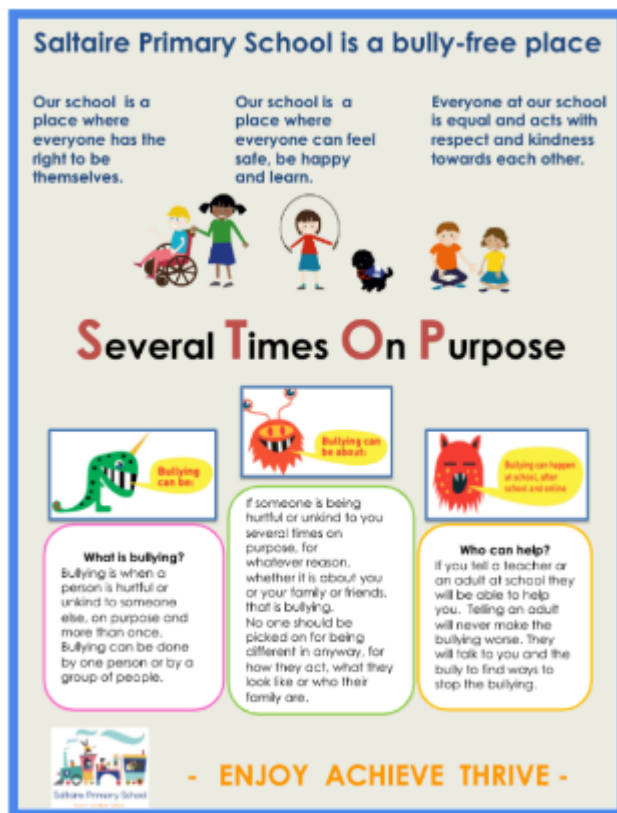 Saltaire Primary School is a bully-free place
Our school is a
place where
everyone has the
right to be
themselves.
Our school is a
place where
everyone can feel
safe, be happy
and learn.
Everyone at our school
is equal and acts with
respect and kindness
towards each other.
Several Times On Purpose
Bullying
can be:
Bullying can
be about:
Bullying can happen
at school, after
school and online
What is bullying?
Bullying is when a
person is hurtful or
unkind to someone
else, on purpose and
more than once.
Bullying can be done
by one person or by a
group of people.
If someone is being
hurtful or unkind to you
several times on
purpose, for
whatever reason,
whether it is about you
or your family or friends,
that is bullying.
No one should be
picked on for being
different in anyway, for
how they act, what they
look like or who their
family are.
Who can help?
If you tell a teacher or
an adult at school they
will be able to help
you. Telling an adult
will never make the
bullying worse. They
will talk to you and the
bully to find ways to
stop the bullying.
Saltaire Primary School
- ENJOY ACHIEVE THRIVE -